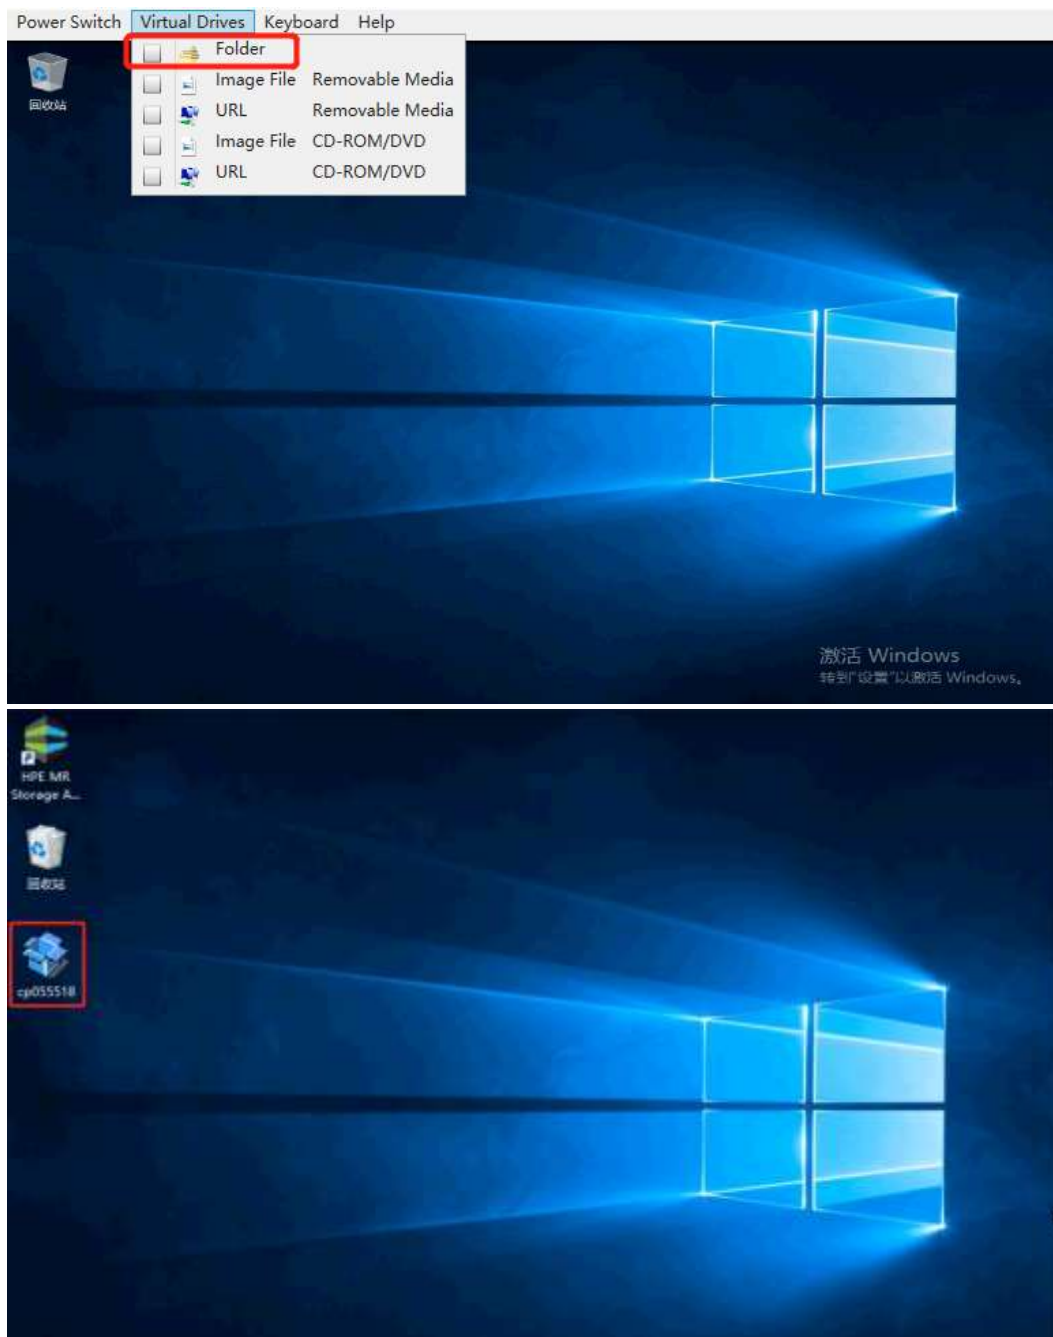 Power Switch Virtual Drives Keyboard Help
Folder
Image File Removable Media
URL Removable Media
Image File CD-ROM/DVD
URL CD-ROM/DVD
回收站
激活 Windows
转到"设置"以激活 Windows。
HPE MR
Storage A...
回收站
cp055518